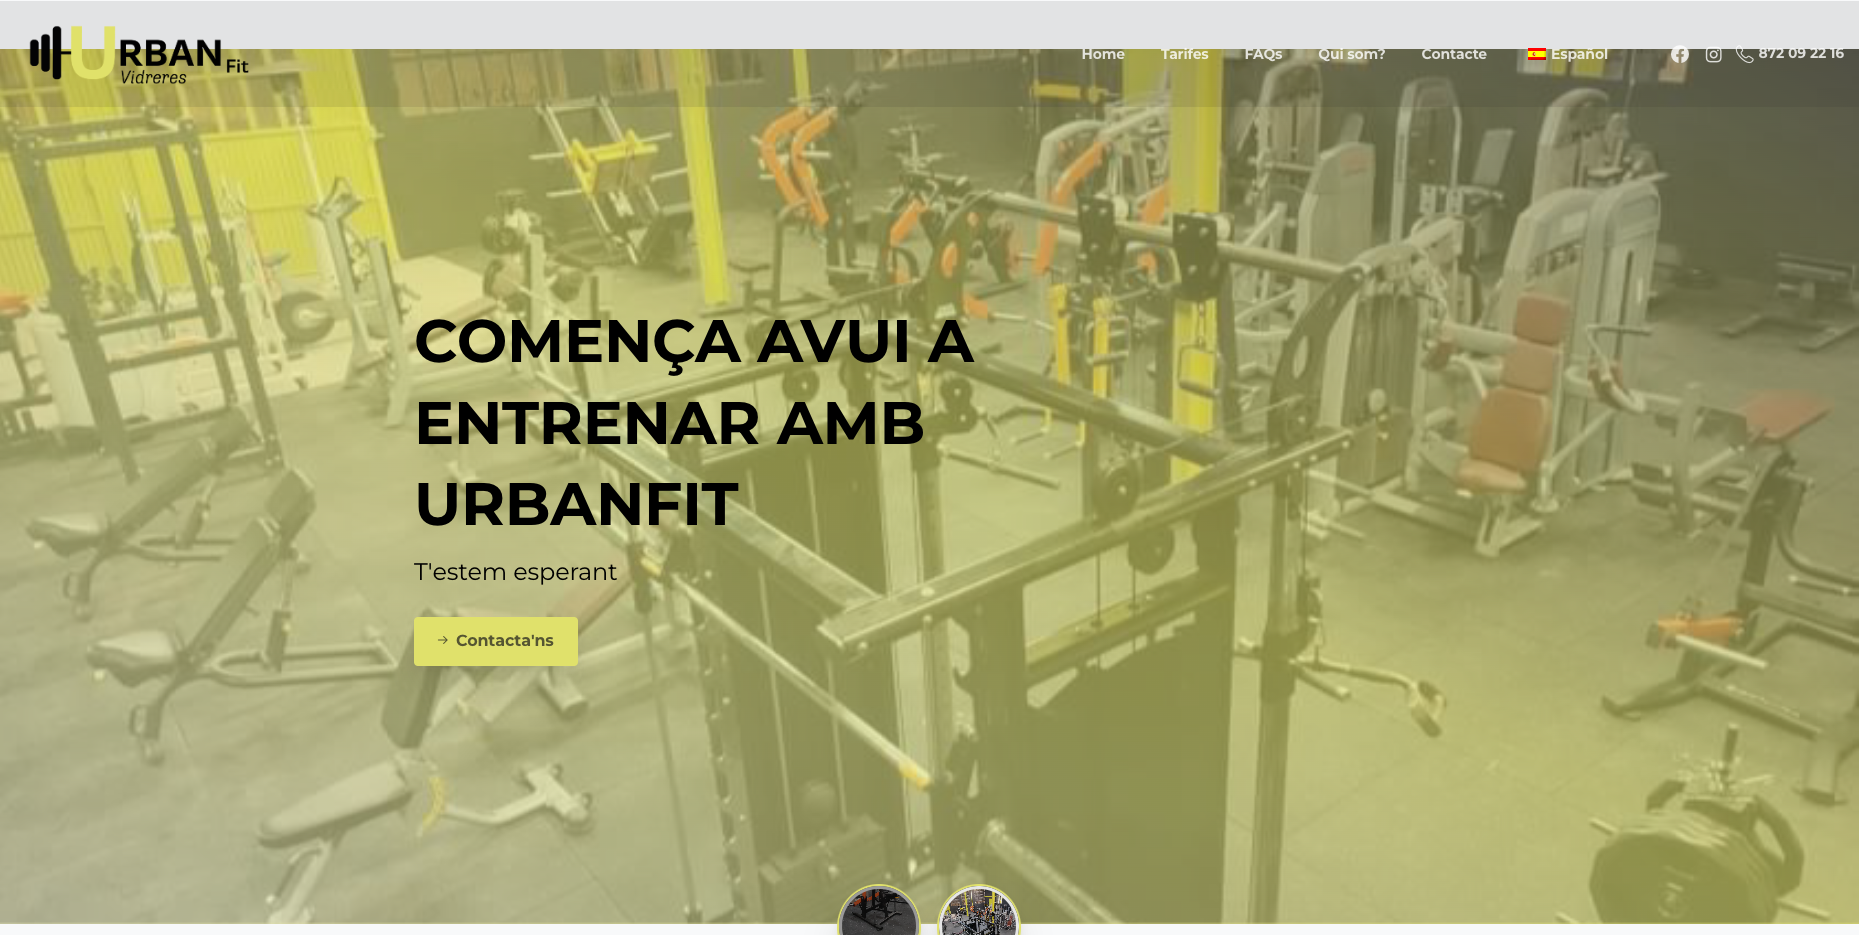 URBAN Fit
Vidreres
Home Tarifes FAQs Qui som? Contacte Español 872 09 22 16
COMENÇA AVUI A
ENTRENAR AMB
URBANFIT
T'estem esperant
→ Contacta'ns